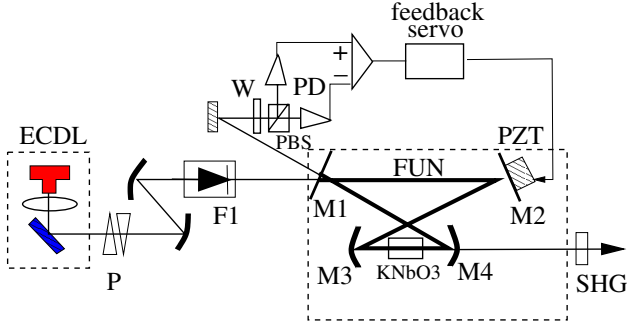 feedback
servo
+
−
W
PD
PBS
ECDL
PZT
FUN
F1
M1
M2
P
M3
KNbO3
M4
SHG